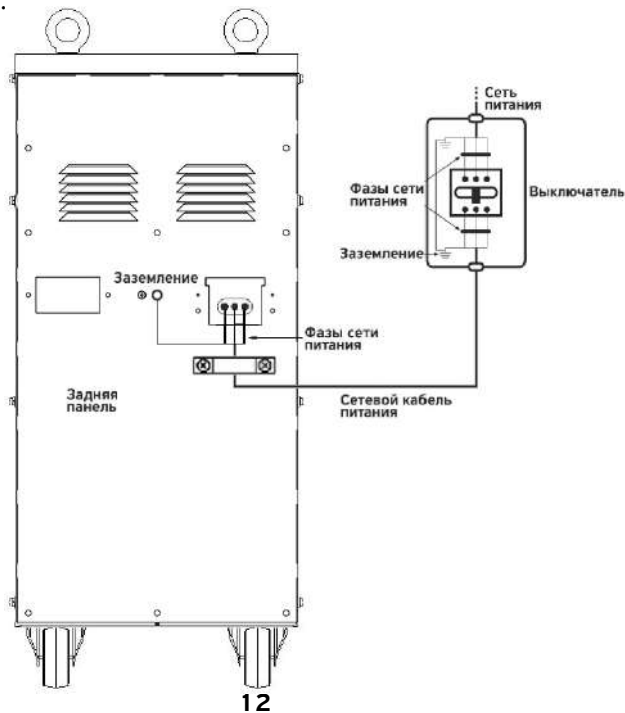 Сеть
питания
Фазы сети
питания
Выключатель
Заземление
Заземление
Фазы сети
питания
Задняя
панель
Сетевой кабель
питания
12